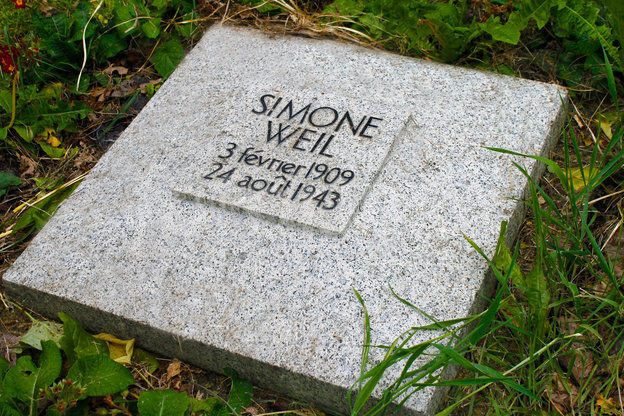 SIMONE
WEIL
3 février 1909
24 août 1943